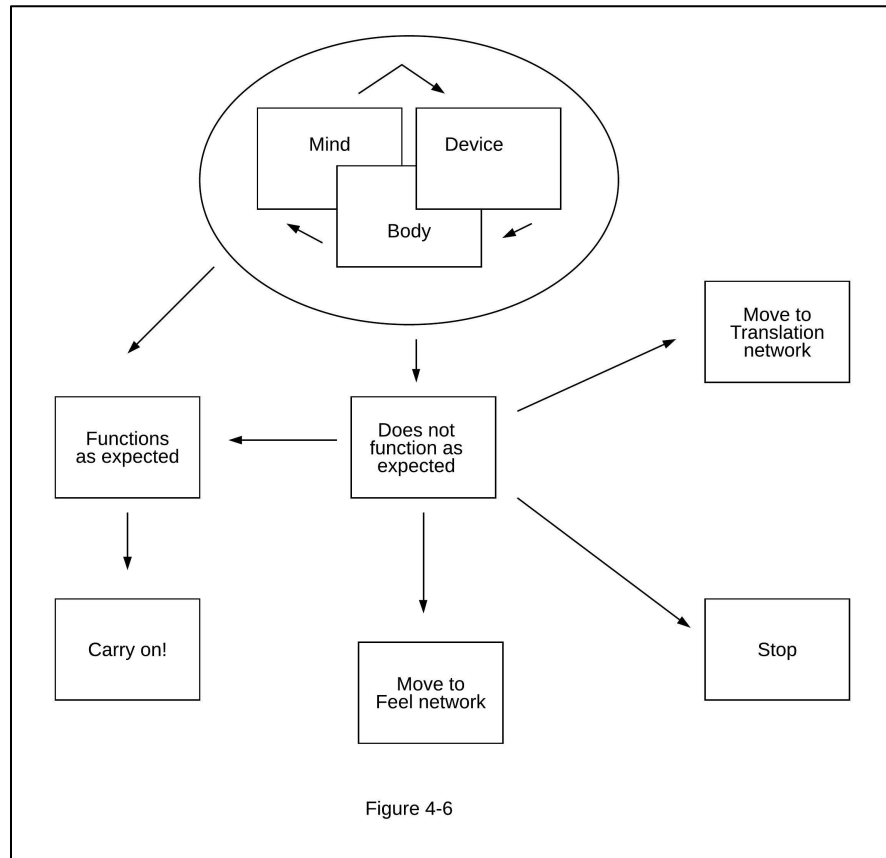 Mind
Device
Body
Move to
Translation
network
Functions
as expected
Does not
function as
expected
Carry on!
Move to
Feel network
Stop
Figure 4-6